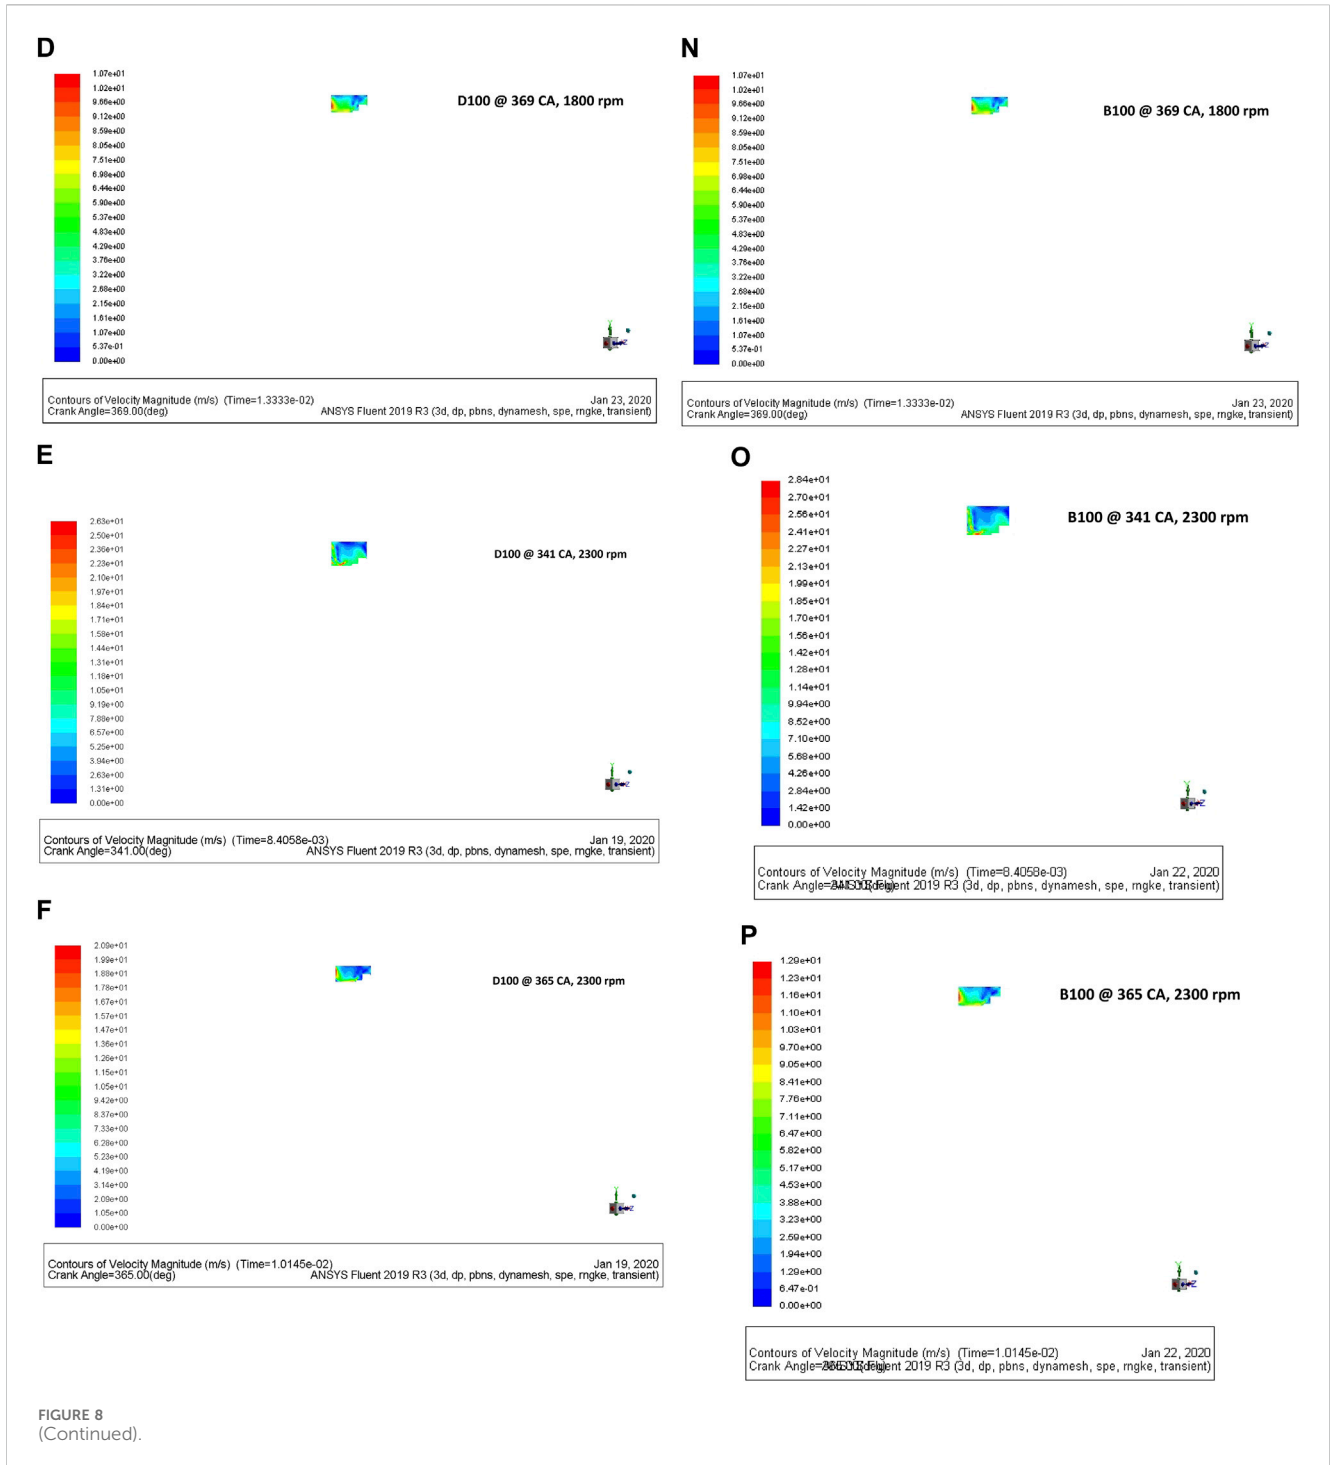 D
1.07e+01
1.02e+01
9.66e+00
9.12e+00
8.59e+00
8.05e+00
7.51e+00
6.98e+00
6.44e+00
5.90e+00
5.37e+00
4.83e+00
4.29e+00
3.76e+00
3.22e+00
2.68e+00
2.15e+00
1.61e+00
1.07e+00
5.37e-01
0.00e+00
D100 @ 369 CA, 1800 rpm
Contours of Velocity Magnitude (m/s) (Time=1.3333e-02) Jan 23, 2020
Crank Angle=369.00(deg) ANSYS Fluent 2019 R3 (3d, dp, pbns, dynamesh, spe, rngke, transient)
N
1.07e+01
1.02e+01
9.66e+00
9.12e+00
8.59e+00
8.05e+00
7.51e+00
6.98e+00
6.44e+00
5.90e+00
5.37e+00
4.83e+00
4.29e+00
3.76e+00
3.22e+00
2.68e+00
2.15e+00
1.61e+00
1.07e+00
5.37e-01
0.00e+00
B100 @ 369 CA, 1800 rpm
Contours of Velocity Magnitude (m/s) (Time=1.3333e-02) Jan 23, 2020
Crank Angle=369.00(deg) ANSYS Fluent 2019 R3 (3d, dp, pbns, dynamesh, spe, rngke, transient)
E
2.63e+01
2.50e+01
2.36e+01
2.23e+01
2.10e+01
1.97e+01
1.84e+01
1.71e+01
1.58e+01
1.44e+01
1.31e+01
1.18e+01
1.05e+01
9.19e+00
7.88e+00
6.57e+00
5.25e+00
3.94e+00
2.63e+00
1.31e+00
0.00e+00
D100 @ 341 CA, 2300 rpm
Y
Z
Contours of Velocity Magnitude (m/s) (Time=8.4058e-03) Jan 19, 2020
Crank Angle=341.00(deg) ANSYS Fluent 2019 R3 (3d, dp, pbns, dynamesh, spe, rngke, transient)
O
2.84e+01
2.70e+01
2.56e+01
2.41e+01
2.27e+01
2.13e+01
1.99e+01
1.85e+01
1.70e+01
1.56e+01
1.42e+01
1.28e+01
1.14e+01
9.94e+00
8.52e+00
7.10e+00
5.68e+00
4.26e+00
2.84e+00
1.42e+00
0.00e+00
B100 @ 341 CA, 2300 rpm
Y
Z
Contours of Velocity Magnitude (m/s) (Time=8.4058e-03) Jan 22, 2020
Crank Angle=341.00(deg) ANSYS Fluent 2019 R3 (3d, dp, pbns, dynamesh, spe, rngke, transient)
F
2.09e+01
1.99e+01
1.88e+01
1.78e+01
1.67e+01
1.57e+01
1.47e+01
1.36e+01
1.26e+01
1.15e+01
1.05e+01
9.42e+00
8.37e+00
7.33e+00
6.28e+00
5.23e+00
4.19e+00
3.14e+00
2.09e+00
1.05e+00
0.00e+00
D100 @ 365 CA, 2300 rpm
Y
Z
Contours of Velocity Magnitude (m/s) (Time=1.0145e-02) Jan 19, 2020
Crank Angle=365.00(deg) ANSYS Fluent 2019 R3 (3d, dp, pbns, dynamesh, spe, rngke, transient)
P
1.29e+01
1.23e+01
1.16e+01
1.10e+01
1.03e+01
9.70e+00
9.05e+00
8.41e+00
7.76e+00
7.11e+00
6.47e+00
5.82e+00
5.17e+00
4.53e+00
3.88e+00
3.23e+00
2.59e+00
1.94e+00
1.29e+00
6.47e-01
0.00e+00
B100 @ 365 CA, 2300 rpm
Y
Z
Contours of Velocity Magnitude (m/s) (Time=1.0145e-02) Jan 22, 2020
Crank Angle=365.00(deg) ANSYS Fluent 2019 R3 (3d, dp, pbns, dynamesh, spe, rngke, transient)
FIGURE 8
(Continued).